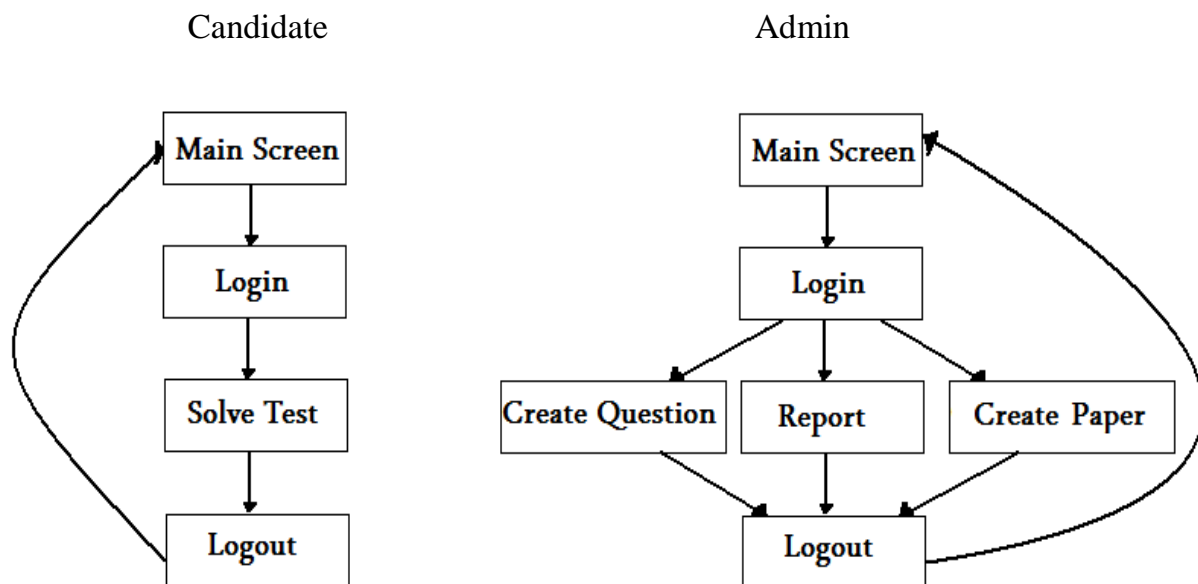 Candidate
Admin
Main Screen
Login
Solve Test
Logout
Main Screen
Login
Create Question
Report
Create Paper
Logout